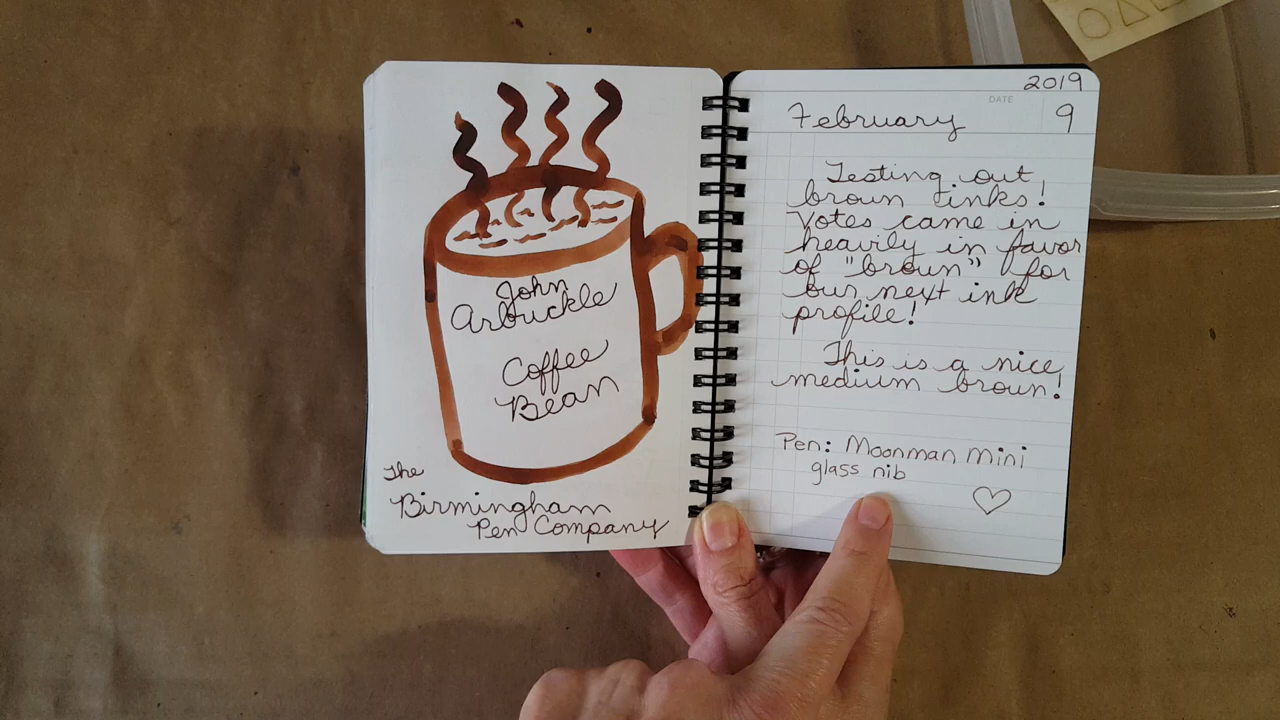 John
Arbuckle
Coffee
Bean
The
Birmingham
Pen Company
2019
DATE
February 9
Testing out
brown inks!
Votes came in
heavily in favor
of "brown" for
our next ink
profile!
This is a nice
medium brown!
Pen: Moonman Mini
glass nib